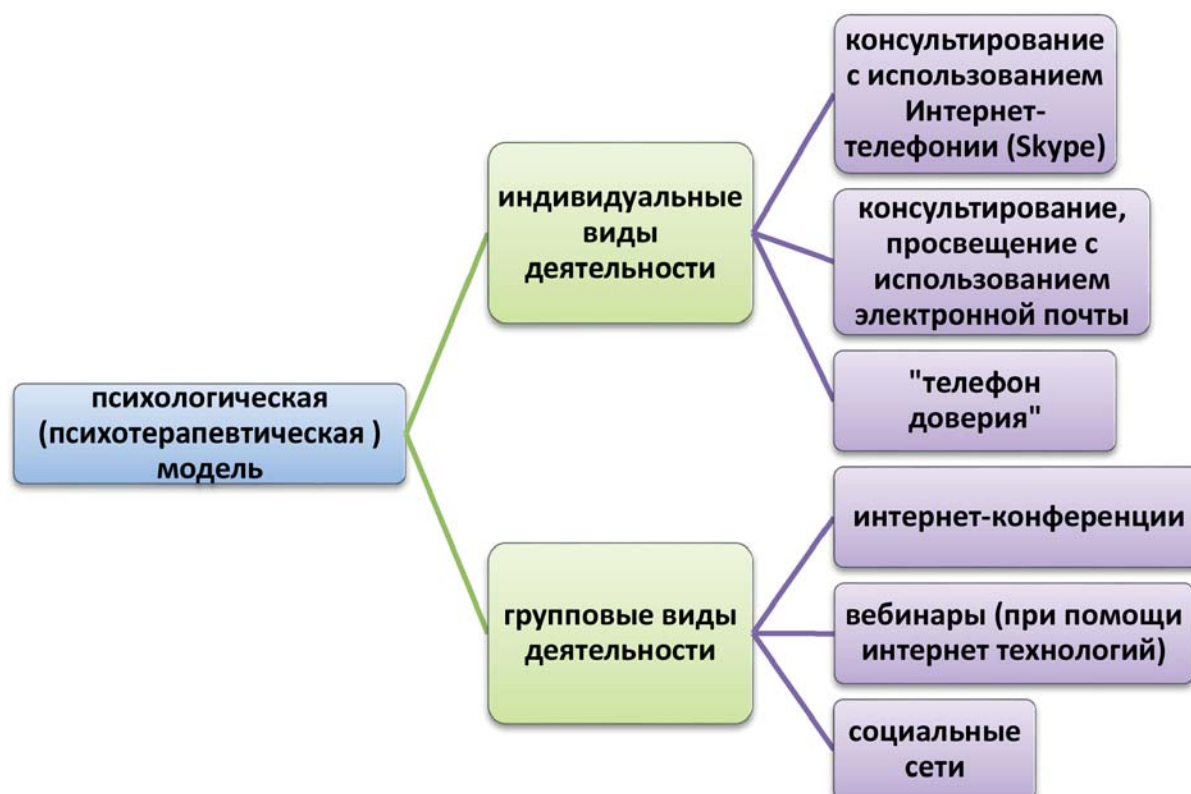 психологическая
(психотерапевтическая )
модель
индивидуальные
виды
деятельности
консультирование
с использованием
Интернет-
телефонии (Skype)
консультирование,
просвещение с
использованием
электронной почты
"телефон
доверия"
групповые виды
деятельности
интернет-конференции
вебинары (при помощи
интернет технологий)
социальные
сети